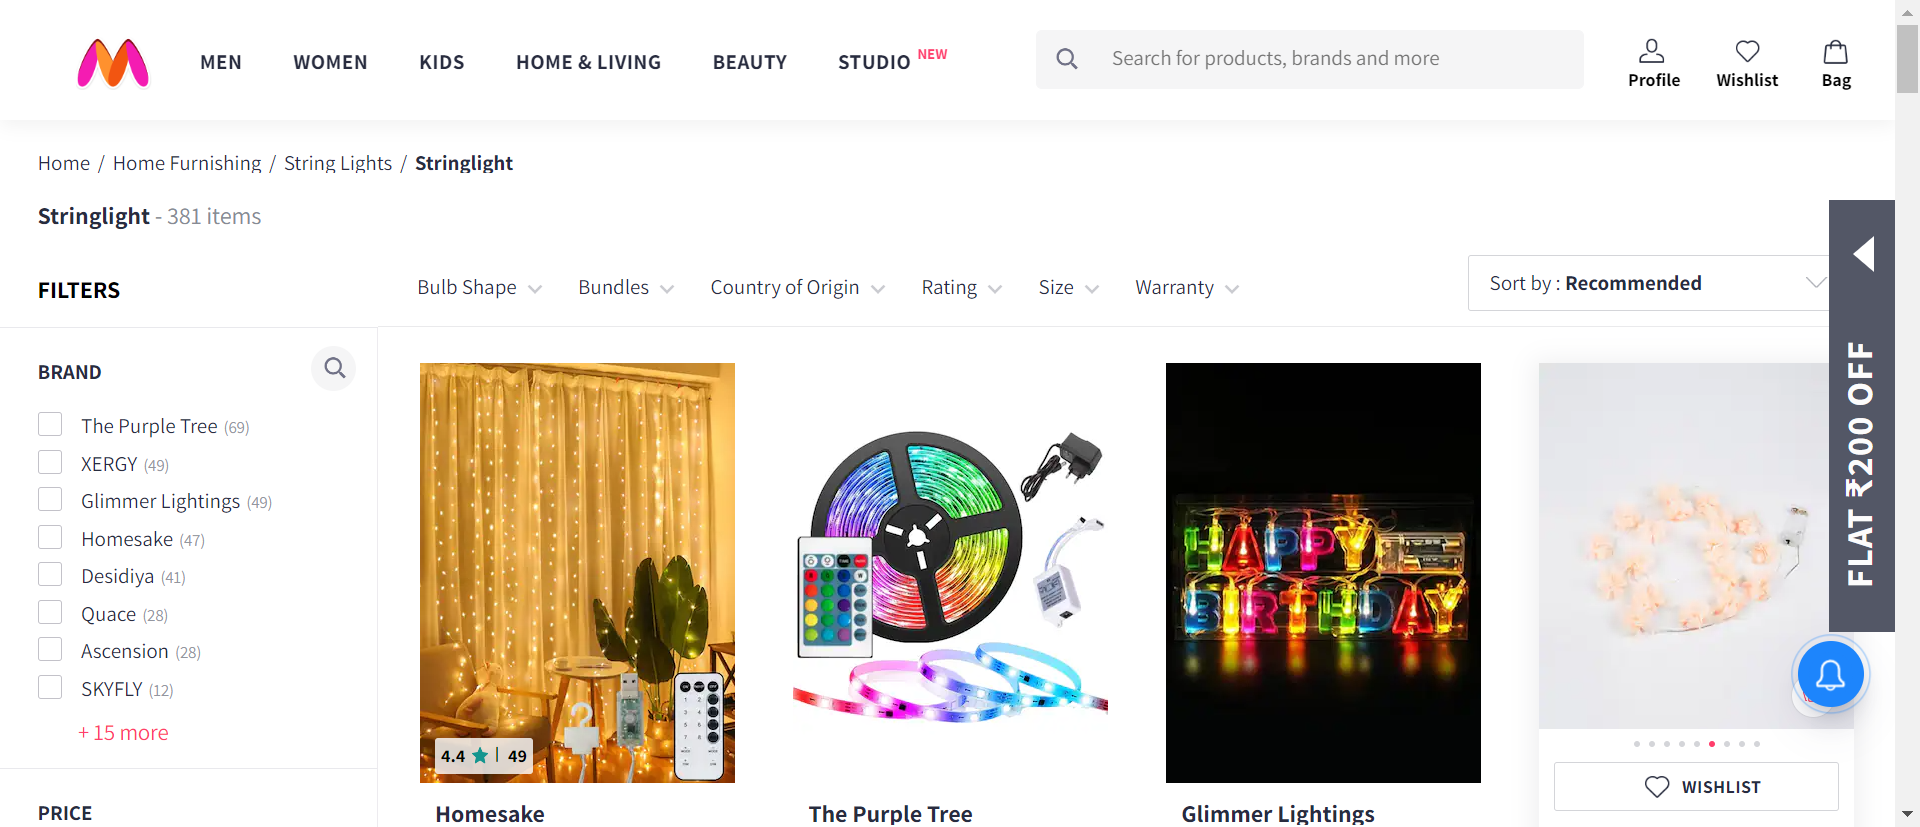 MEN
WOMEN
KIDS
HOME & LIVING
BEAUTY
STUDIO NEW
Search for products, brands and more
Profile
Wishlist
Bag
Home / Home Furnishing / String Lights / Stringlight
Stringlight - 381 items
FILTERS
Bulb Shape
Bundles
Country of Origin
Rating
Size
Warranty
Sort by : Recommended
BRAND
The Purple Tree (69)
XERGY (49)
Glimmer Lightings (49)
Homesake (47)
Desidiya (41)
Quace (28)
Ascension (28)
SKYFLY (12)
+ 15 more
PRICE
4.4 | 49
Homesake
The Purple Tree
HAPPY
BIRTHDAY
Glimmer Lightings
WISHLIST
FLAT ₹200 OFF